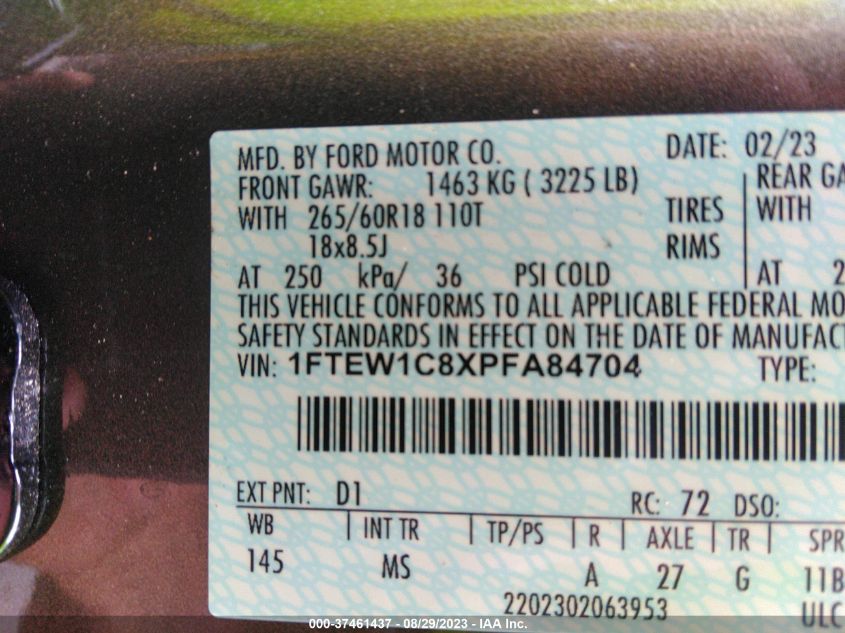 MFD. BY FORD MOTOR CO. DATE: 02/23
FRONT GAWR: 1463 KG ( 3225 LB) REAR GA
WITH 265/60R18 110T TIRES WITH
18x8.5J RIMS
AT 250 kPa/ 36 PSI COLD AT 2
THIS VEHICLE CONFORMS TO ALL APPLICABLE FEDERAL MO
SAFETY STANDARDS IN EFFECT ON THE DATE OF MANUFACT
VIN: 1FTEW1C8XPFA84704 TYPE:
EXT PNT: D1 RC: 72 DSO:
WB INT TR TP/PS R AXLE TR SPR
145 MS A 27 G 11B
2202302063953 ULC
000-37461437 - 08/29/2023 - IAA Inc.